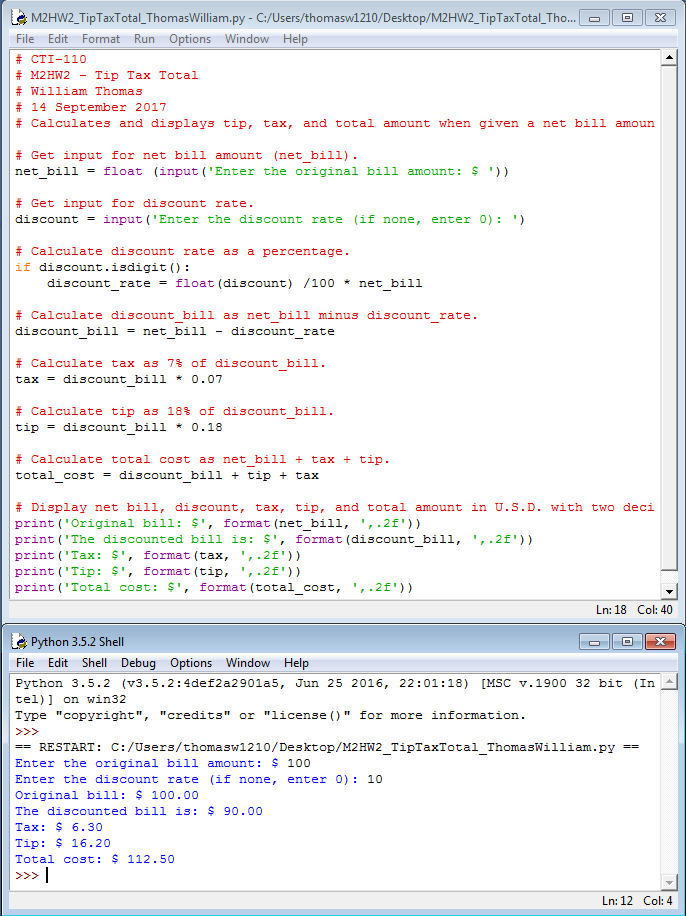 M2HW2_TipTaxTotal_ThomasWilliam.py - C:/Users/thomasw1210/Desktop/M2HW2_TipTaxTotal_Tho...
File Edit Format Run Options Window Help
# CTI-110
# M2HW2 - Tip Tax Total
# William Thomas
# 14 September 2017
# Calculates and displays tip, tax, and total amount when given a net bill amoun
# Get input for net bill amount (net_bill).
net_bill = float (input('Enter the original bill amount: $ '))
# Get input for discount rate.
discount = input('Enter the discount rate (if none, enter 0): ')
# Calculate discount rate as a percentage.
if discount.isdigit():
    discount_rate = float(discount) /100 * net_bill
# Calculate discount_bill as net_bill minus discount_rate.
discount_bill = net_bill - discount_rate
# Calculate tax as 7% of discount_bill.
tax = discount_bill * 0.07
# Calculate tip as 18% of discount_bill.
tip = discount_bill * 0.18
# Calculate total cost as net_bill + tax + tip.
total_cost = discount_bill + tip + tax
# Display net bill, discount, tax, tip, and total amount in U.S.D. with two deci
print('Original bill: $', format(net_bill, ',.2f'))
print('The discounted bill is: $', format(discount_bill, ',.2f'))
print('Tax: $', format(tax, ',.2f'))
print('Tip: $', format(tip, ',.2f'))
print('Total cost: $', format(total_cost, ',.2f'))
Ln: 18 Col: 40
Python 3.5.2 Shell
File Edit Shell Debug Options Window Help
Python 3.5.2 (v3.5.2:4def2a2901a5, Jun 25 2016, 22:01:18) [MSC v.1900 32 bit (In
tel)] on win32
Type "copyright", "credits" or "license()" for more information.
>>>
== RESTART: C:/Users/thomasw1210/Desktop/M2HW2_TipTaxTotal_ThomasWilliam.py ==
Enter the original bill amount: $ 100
Enter the discount rate (if none, enter 0): 10
Original bill: $ 100.00
The discounted bill is: $ 90.00
Tax: $ 6.30
Tip: $ 16.20
Total cost: $ 112.50
>>>
Ln: 12 Col: 4